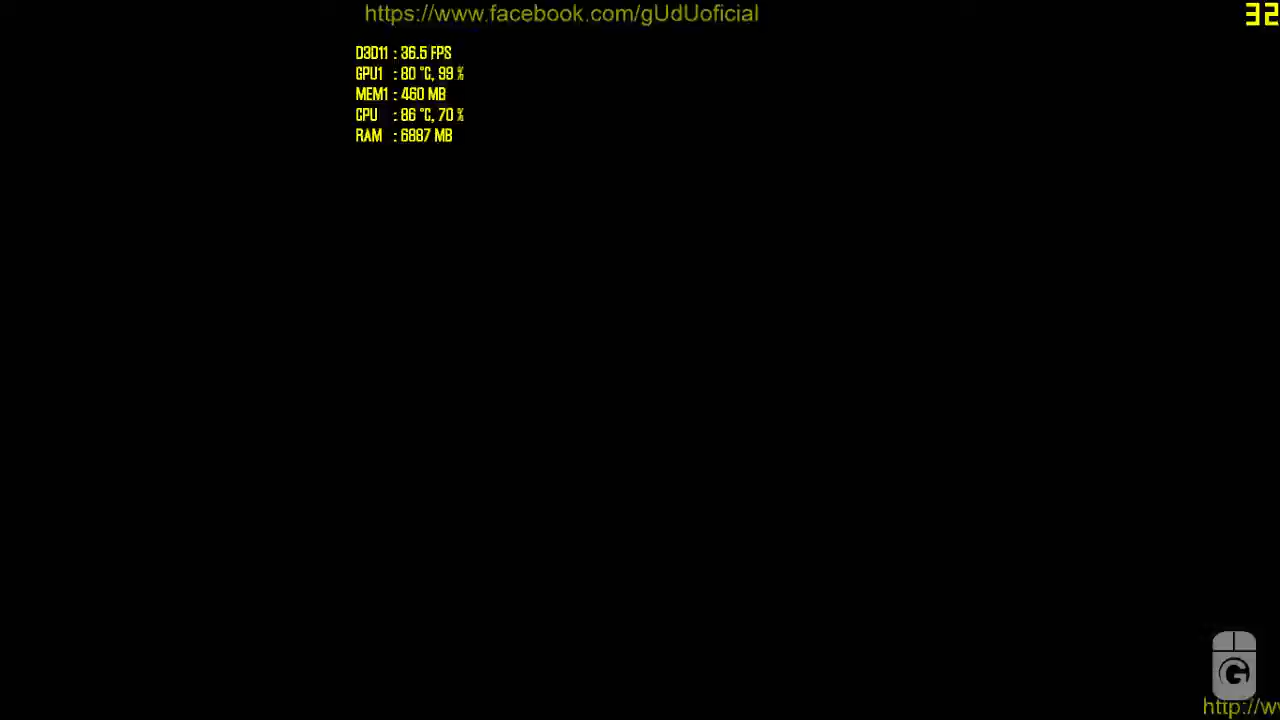 https://www.facebook.com/gUdUoficial
32
D3D11 : 36.5 FPS
GPU1 : 80 °C, 99 %
MEM1 : 460 MB
CPU : 86 °C, 70 %
RAM : 6887 MB
G
http://w